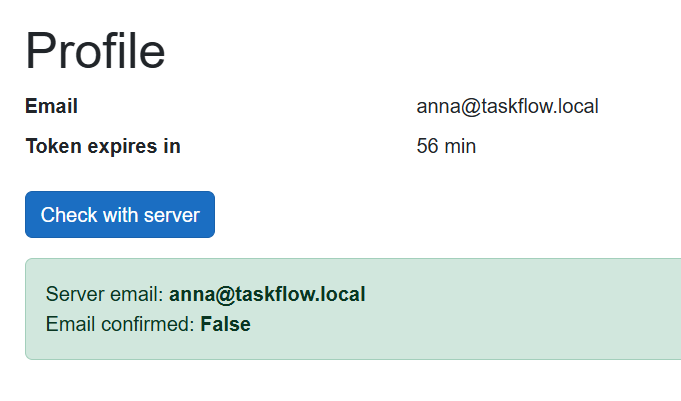 Profile
Email anna@taskflow.local
Token expires in 56 min
Check with server
Server email: anna@taskflow.local
Email confirmed: False